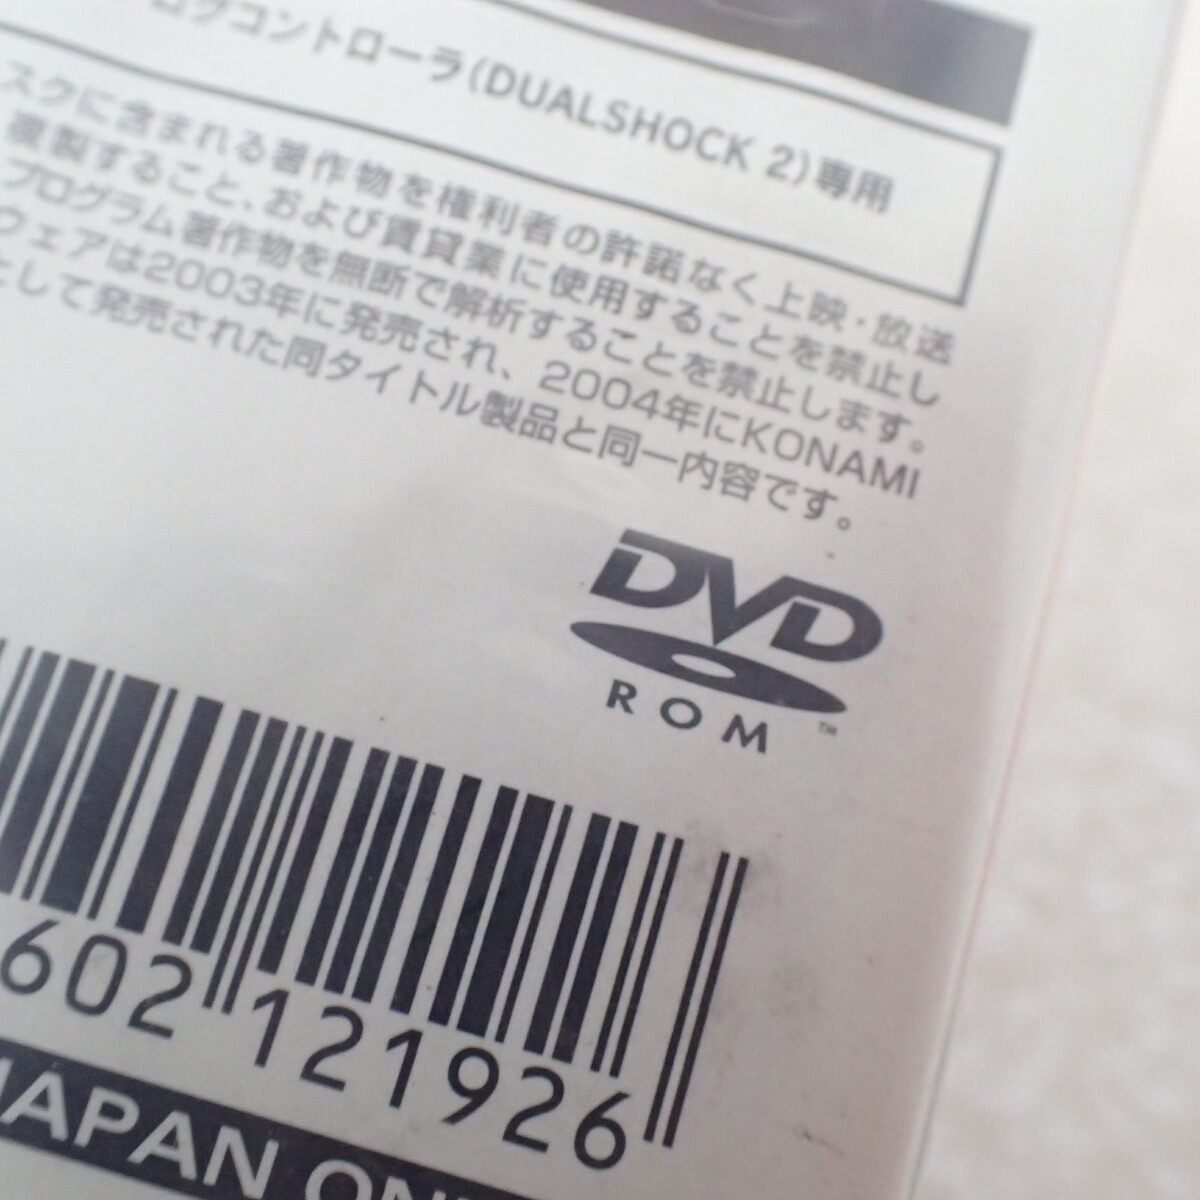 ログコントローラ(DUALSHOCK 2)専用
スクに含まれる著作物を権利者の許諾なく上映・放送
複製すること、および賃貸業に使用することを禁止し
プログラム著作物を無断で解析することを禁止します。
ウェアは2003年に発売され、2004年にKONAMI
として発売された同タイトル製品と同一内容です。
DVD
ROM
TM
602 121926
JAPAN